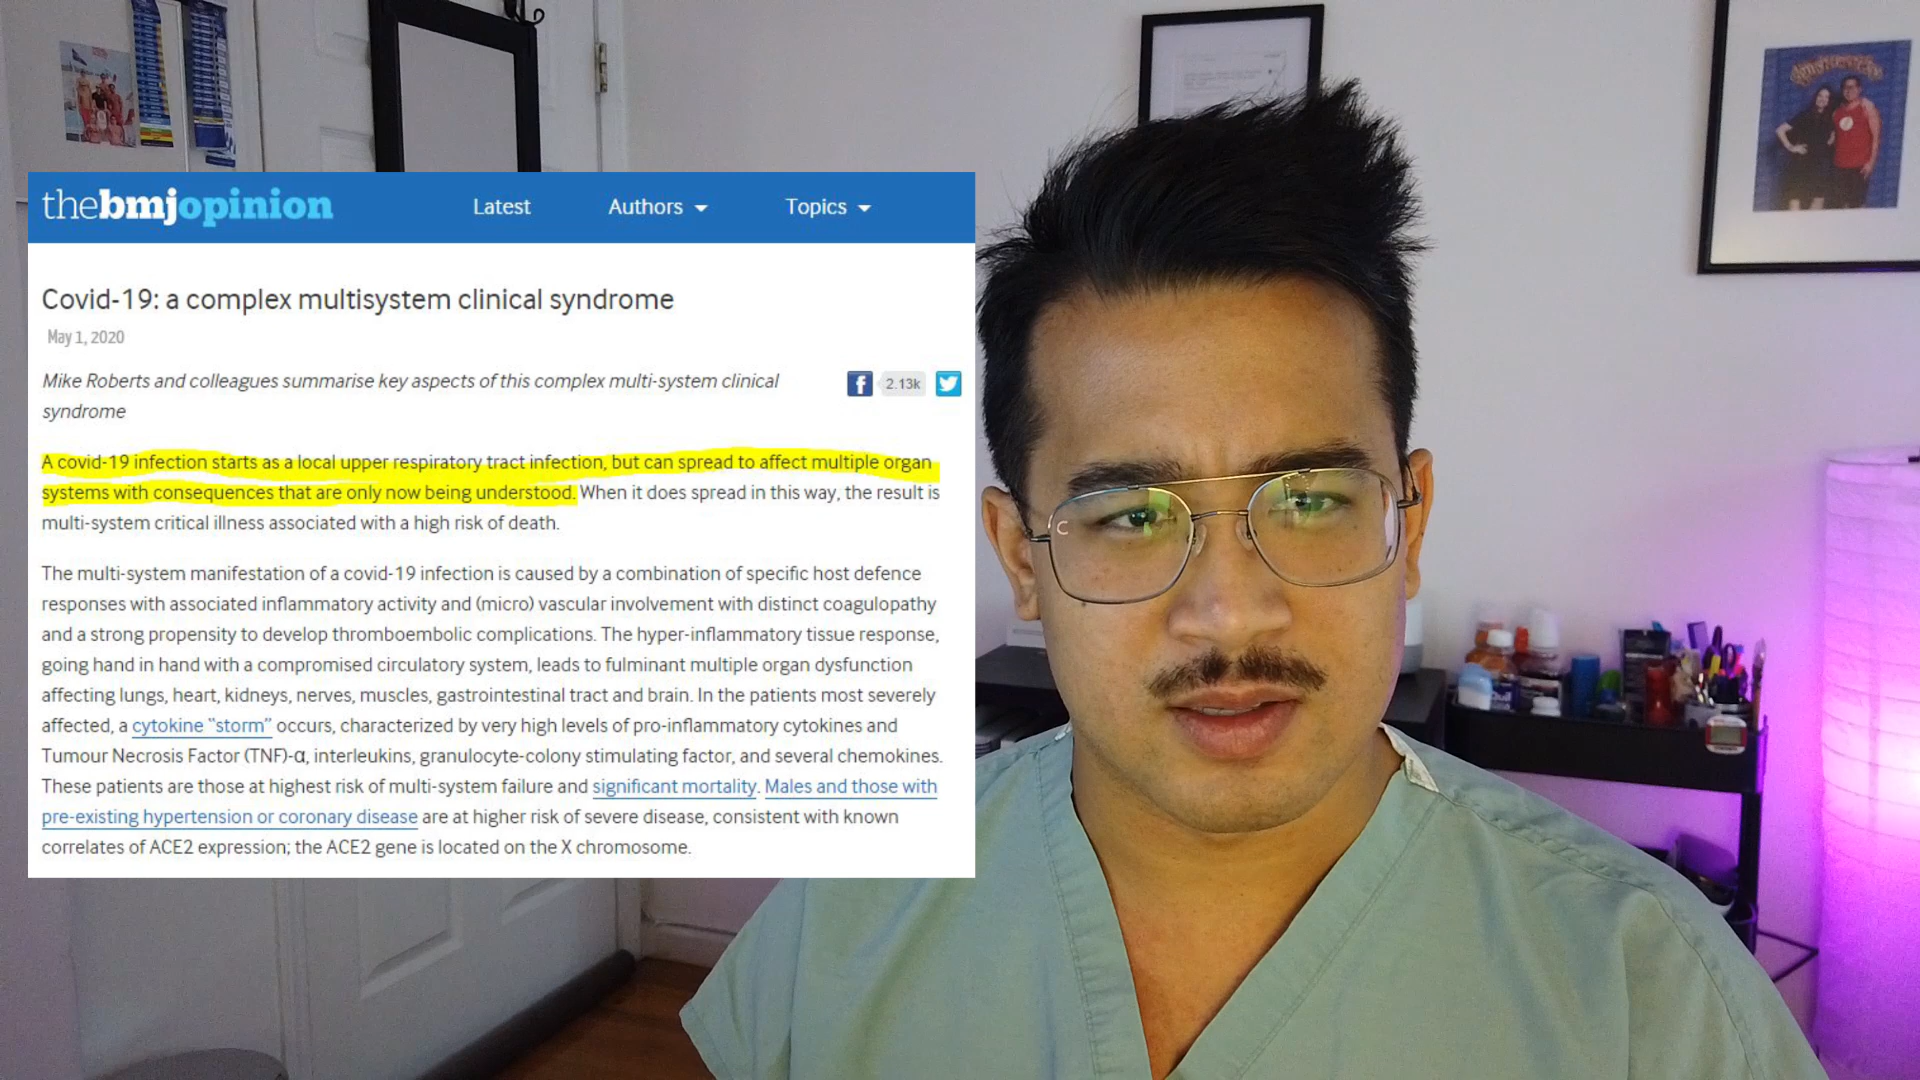 thebmjopinion
Latest
Authors
Topics
Covid-19: a complex multisystem clinical syndrome
May 1, 2020
Mike Roberts and colleagues summarise key aspects of this complex multi-system clinical
syndrome
2.13k
A covid-19 infection starts as a local upper respiratory tract infection, but can spread to affect multiple organ
systems with consequences that are only now being understood. When it does spread in this way, the result is
multi-system critical illness associated with a high risk of death.
The multi-system manifestation of a covid-19 infection is caused by a combination of specific host defence
responses with associated inflammatory activity and (micro) vascular involvement with distinct coagulopathy
and a strong propensity to develop thromboembolic complications. The hyper-inflammatory tissue response,
going hand in hand with a compromised circulatory system, leads to fulminant multiple organ dysfunction
affecting lungs, heart, kidneys, nerves, muscles, gastrointestinal tract and brain. In the patients most severely
affected, a cytokine "storm" occurs, characterized by very high levels of pro-inflammatory cytokines and
Tumour Necrosis Factor (TNF)-α, interleukins, granulocyte-colony stimulating factor, and several chemokines.
These patients are those at highest risk of multi-system failure and significant mortality. Males and those with
pre-existing hypertension or coronary disease are at higher risk of severe disease, consistent with known
correlates of ACE2 expression; the ACE2 gene is located on the X chromosome.